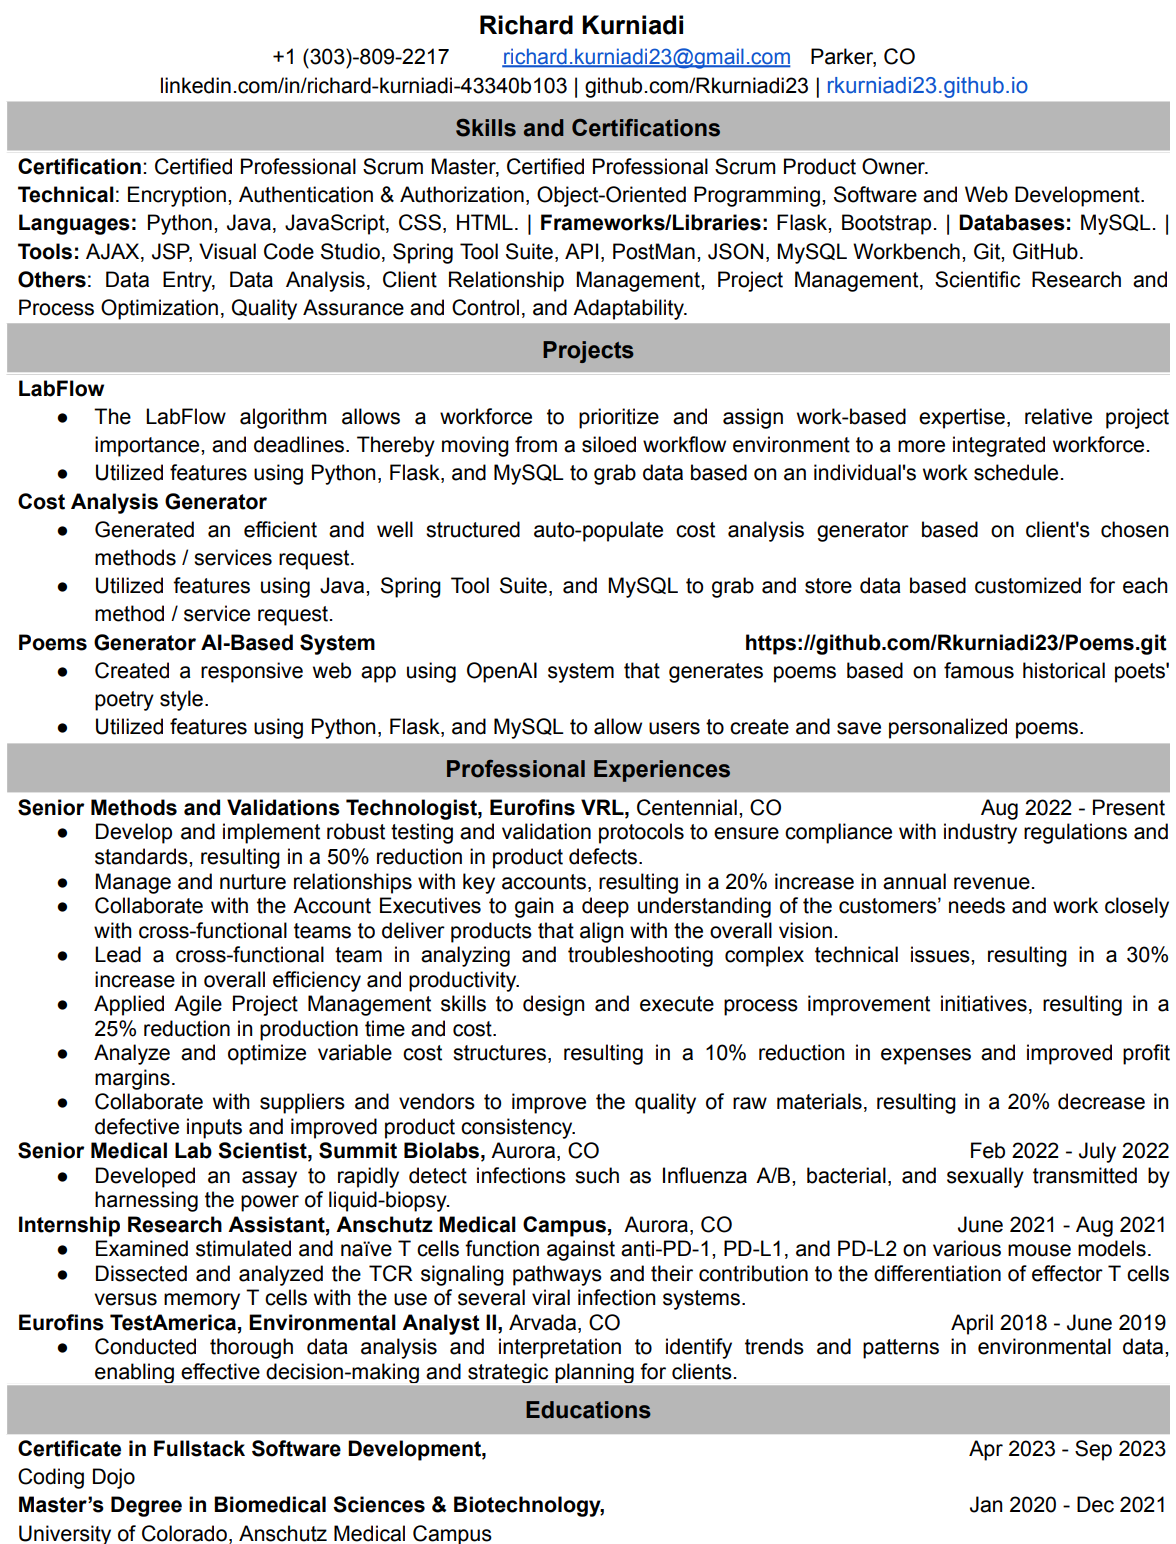 Richard Kurniadi
+1 (303)-809-2217 richard.kurniadi23@gmail.com Parker, CO
linkedin.com/in/richard-kurniadi-43340b103 | github.com/Rkurniadi23 | rkurniadi23.github.io
Skills and Certifications
Certification: Certified Professional Scrum Master, Certified Professional Scrum Product Owner.
Technical: Encryption, Authentication & Authorization, Object-Oriented Programming, Software and Web Development.
Languages: Python, Java, JavaScript, CSS, HTML. | Frameworks/Libraries: Flask, Bootstrap. | Databases: MySQL. |
Tools: AJAX, JSP, Visual Code Studio, Spring Tool Suite, API, PostMan, JSON, MySQL Workbench, Git, GitHub.
Others: Data Entry, Data Analysis, Client Relationship Management, Project Management, Scientific Research and
Process Optimization, Quality Assurance and Control, and Adaptability.
Projects
LabFlow
● The LabFlow algorithm allows a workforce to prioritize and assign work-based expertise, relative project
importance, and deadlines. Thereby moving from a siloed workflow environment to a more integrated workforce.
● Utilized features using Python, Flask, and MySQL to grab data based on an individual's work schedule.
Cost Analysis Generator
● Generated an efficient and well structured auto-populate cost analysis generator based on client's chosen
methods / services request.
● Utilized features using Java, Spring Tool Suite, and MySQL to grab and store data based customized for each
method / service request.
Poems Generator AI-Based System https://github.com/Rkurniadi23/Poems.git
● Created a responsive web app using OpenAI system that generates poems based on famous historical poets'
poetry style.
● Utilized features using Python, Flask, and MySQL to allow users to create and save personalized poems.
Professional Experiences
Senior Methods and Validations Technologist, Eurofins VRL, Centennial, CO Aug 2022 - Present
● Develop and implement robust testing and validation protocols to ensure compliance with industry regulations and
standards, resulting in a 50% reduction in product defects.
● Manage and nurture relationships with key accounts, resulting in a 20% increase in annual revenue.
● Collaborate with the Account Executives to gain a deep understanding of the customers’ needs and work closely
with cross-functional teams to deliver products that align with the overall vision.
● Lead a cross-functional team in analyzing and troubleshooting complex technical issues, resulting in a 30%
increase in overall efficiency and productivity.
● Applied Agile Project Management skills to design and execute process improvement initiatives, resulting in a
25% reduction in production time and cost.
● Analyze and optimize variable cost structures, resulting in a 10% reduction in expenses and improved profit
margins.
● Collaborate with suppliers and vendors to improve the quality of raw materials, resulting in a 20% decrease in
defective inputs and improved product consistency.
Senior Medical Lab Scientist, Summit Biolabs, Aurora, CO Feb 2022 - July 2022
● Developed an assay to rapidly detect infections such as Influenza A/B, bacterial, and sexually transmitted by
harnessing the power of liquid-biopsy.
Internship Research Assistant, Anschutz Medical Campus, Aurora, CO June 2021 - Aug 2021
● Examined stimulated and naïve T cells function against anti-PD-1, PD-L1, and PD-L2 on various mouse models.
● Dissected and analyzed the TCR signaling pathways and their contribution to the differentiation of effector T cells
versus memory T cells with the use of several viral infection systems.
Eurofins TestAmerica, Environmental Analyst II, Arvada, CO April 2018 - June 2019
● Conducted thorough data analysis and interpretation to identify trends and patterns in environmental data,
enabling effective decision-making and strategic planning for clients.
Educations
Certificate in Fullstack Software Development, Apr 2023 - Sep 2023
Coding Dojo
Master’s Degree in Biomedical Sciences & Biotechnology, Jan 2020 - Dec 2021
University of Colorado, Anschutz Medical Campus